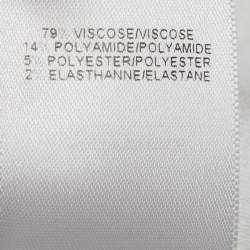 79% VISCOSE/VISCOSE
14% POLYAMIDE/POLYAMIDE
5% POLYESTER/POLYESTER
2% ELASTHANNE/ELASTANE